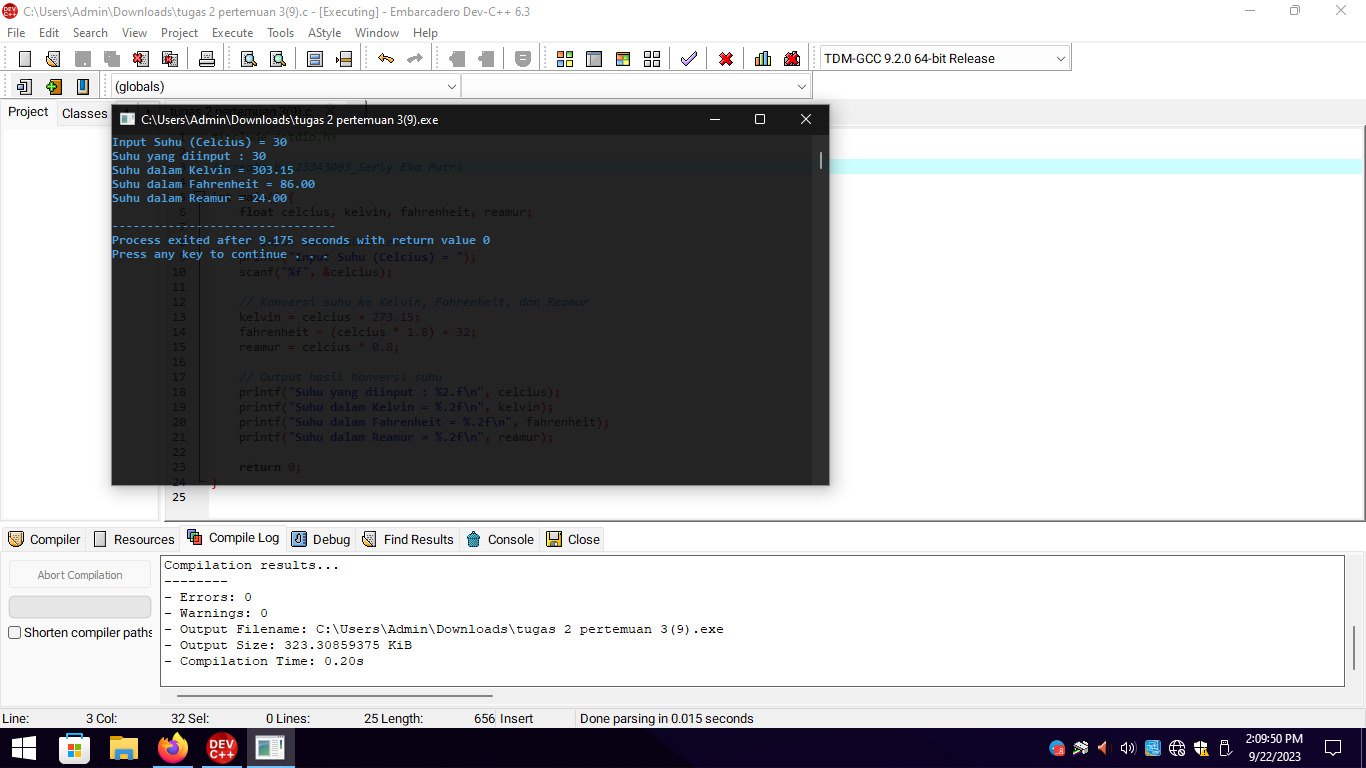 C:\Users\Admin\Downloads\tugas 2 pertemuan 3(9).c - [Executing] - Embarcadero Dev-C++ 6.3
File Edit Search View Project Execute Tools AStyle Window Help
TDM-GCC 9.2.0 64-bit Release
(globals)
Project Classes
C:\Users\Admin\Downloads\tugas 2 pertemuan 3(9).exe
Input Suhu (Celcius) = 30
Suhu yang diinput : 30
Suhu dalam Kelvin = 303.15
Suhu dalam Fahrenheit = 86.00
Suhu dalam Reamur = 24.00
--------------------------------
Process exited after 9.175 seconds with return value 0
Press any key to continue . . .
23343083_Seriy Eka Putri
6 float celcius, kelvin, fahrenheit, reamur;
"Input Suhu (Celcius) = ");
10 scanf("%f", &celcius);
11
12 // Konversi suhu ke Kelvin, Fahrenheit, dan Reamur
13 kelvin = celcius + 273.15;
14 fahrenheit = (celcius * 1.8) + 32;
15 reamur = celcius * 0.8;
16
17 // Output hasil konversi suhu
18 printf("Suhu yang diinput : %2.f\n", celcius);
19 printf("Suhu dalam Kelvin = %.2f\n", kelvin);
20 printf("Suhu dalam Fahrenheit = %.2f\n", fahrenheit);
21 printf("Suhu dalam Reamur = %.2f\n", reamur);
22
23 return 0;
24 }
25
Compiler Resources Compile Log Debug Find Results Console Close
Abort Compilation
Shorten compiler paths
Compilation results...
--------
- Errors: 0
- Warnings: 0
- Output Filename: C:\Users\Admin\Downloads\tugas 2 pertemuan 3(9).exe
- Output Size: 323.30859375 KiB
- Compilation Time: 0.20s
Line: 3 Col: 32 Sel: 0 Lines: 25 Length: 656 Insert Done parsing in 0.015 seconds
DEV C++
2:09:50 PM
9/22/2023